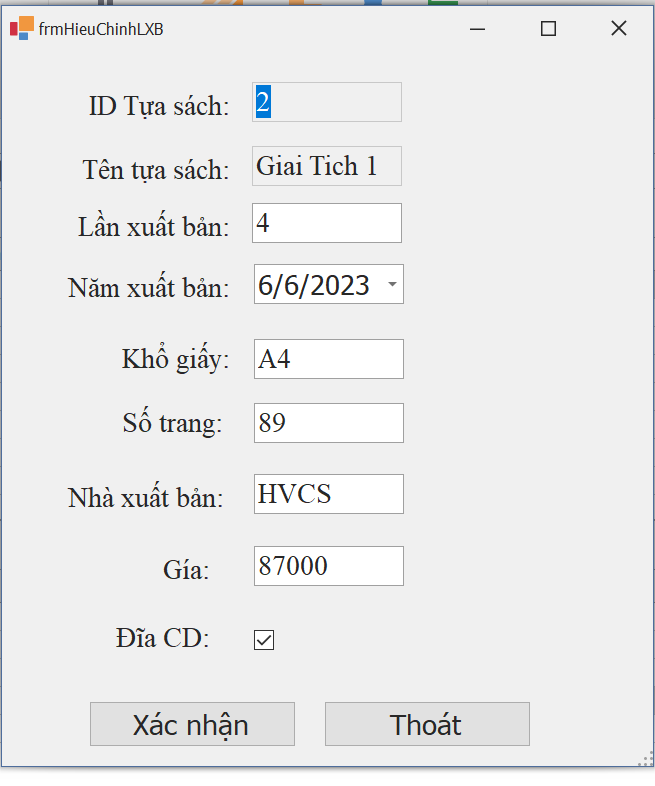 frmHieuChinhLXB
ID Tựa sách: 2
Tên tựa sách: Giai Tich 1
Lần xuất bản: 4
Năm xuất bản: 6/6/2023
Khổ giấy: A4
Số trang: 89
Nhà xuất bản: HVCS
Gía: 87000
Đĩa CD:
Xác nhận Thoát